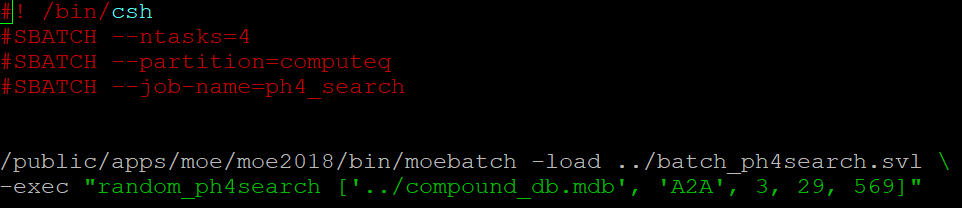 #! /bin/csh
#SBATCH --ntasks=4
#SBATCH --partition=computeq
#SBATCH --job-name=ph4_search
/public/apps/moe/moe2018/bin/moebatch -load ../batch_ph4search.svl \
-exec "random_ph4search ['../compound_db.mdb', 'A2A', 3, 29, 569]"